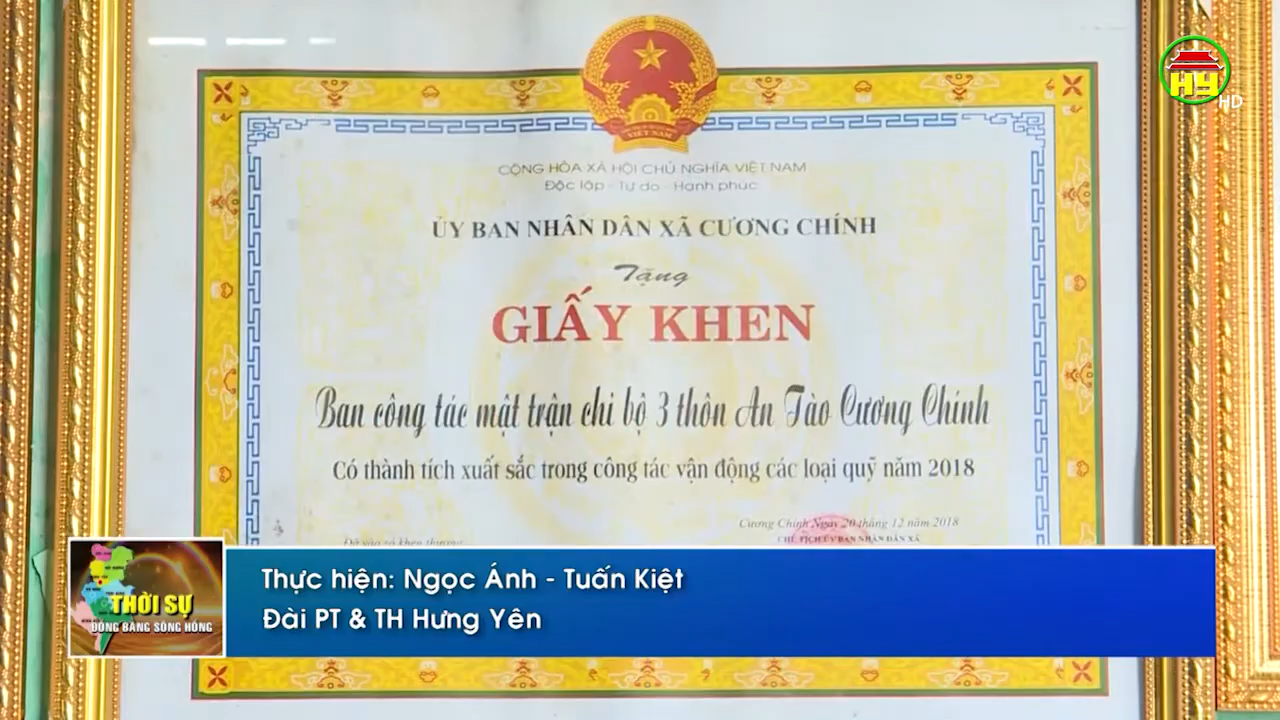 HY
HD
VIỆT NAM
CỘNG HÒA XÃ HỘI CHỦ NGHĨA VIỆT NAM
Độc lập - Tự do - Hạnh phúc
ỦY BAN NHÂN DÂN XÃ CƯƠNG CHÍNH
Tặng
GIẤY KHEN
Ban công tác mật trận chi bộ 3 thôn An Tào Cương Chính
Có thành tích xuất sắc trong công tác vận động các loại quỹ năm 2018
Cương Chính Ngày 20 tháng 12 năm 2018
CHỦ TỊCH ỦY BAN NHÂN DÂN XÃ
THỜI SỰ
ĐỒNG BẰNG SÔNG HỒNG
Thực hiện: Ngọc Ánh - Tuấn Kiệt
Đài PT & TH Hưng Yên